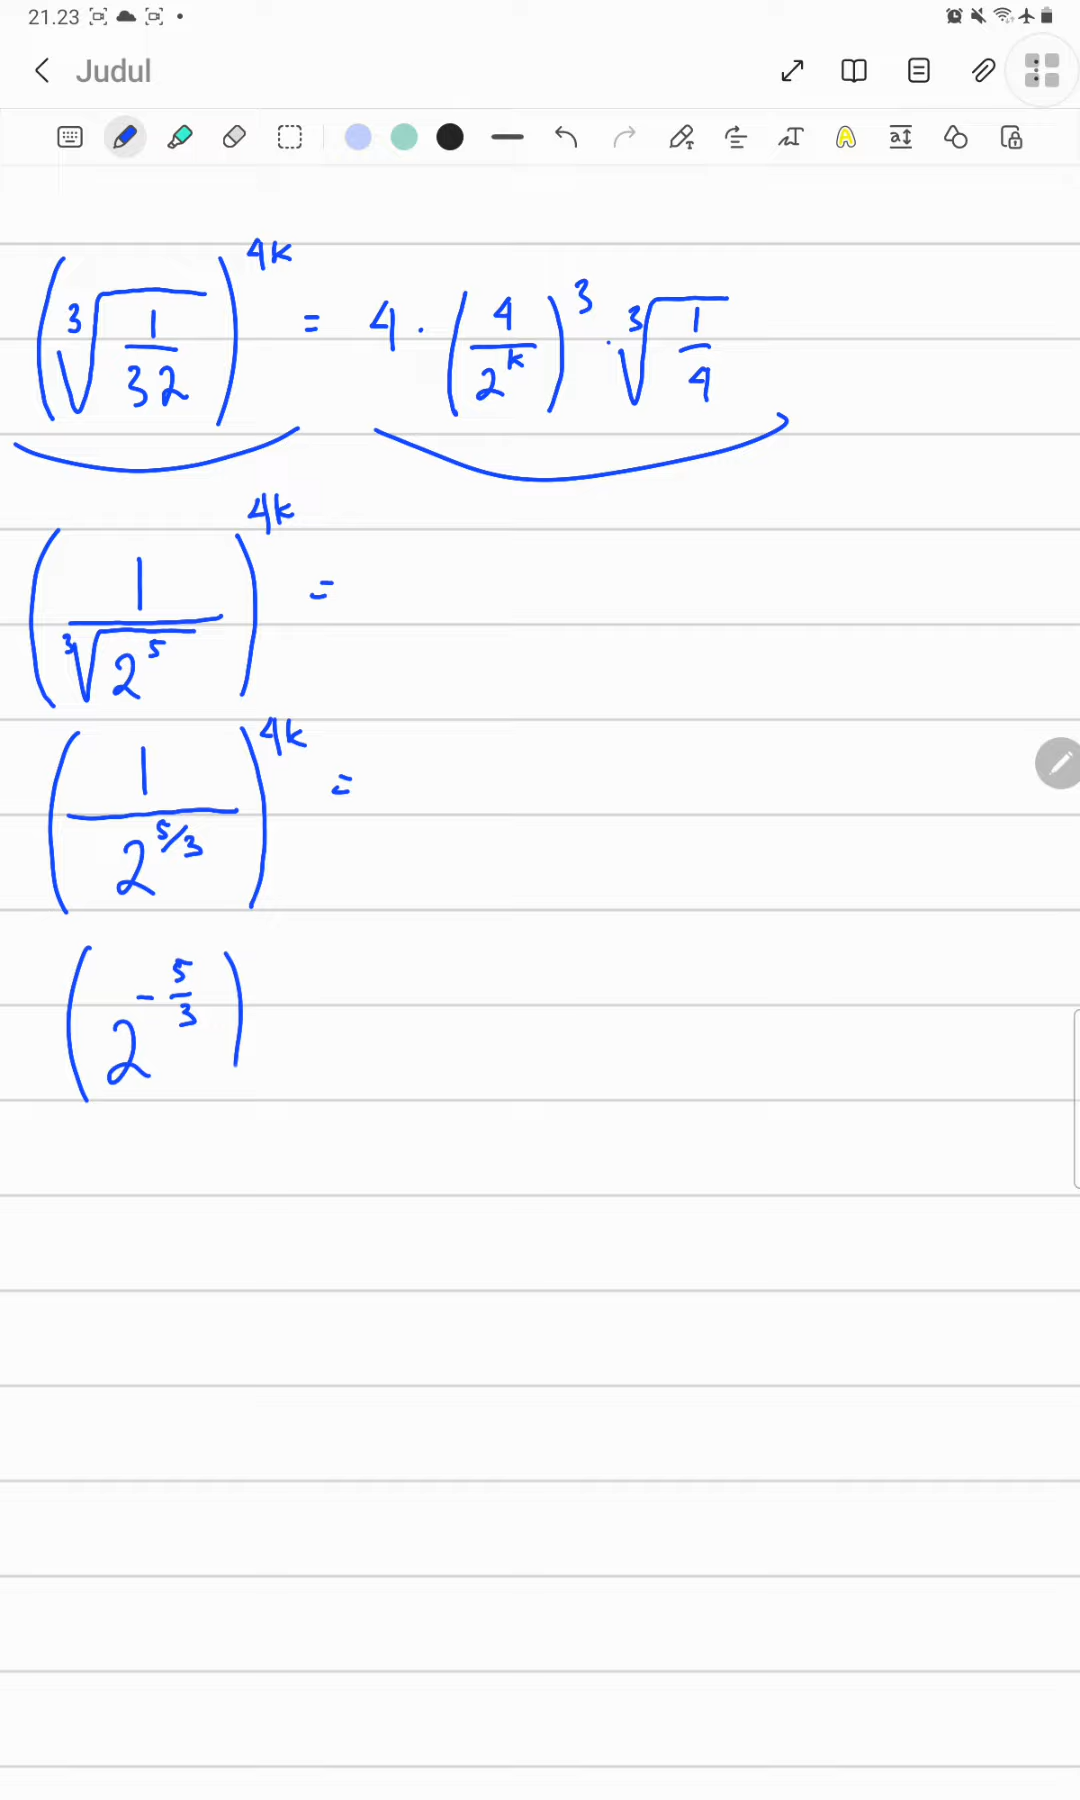 21.23
Judul
(∛(1/32))^4k = 4 · (4/2^k)^3 · ∛(1/4)
(1/∛(2^5))^4k =
(1/2^5/3)^4k =
(2^-5/3)